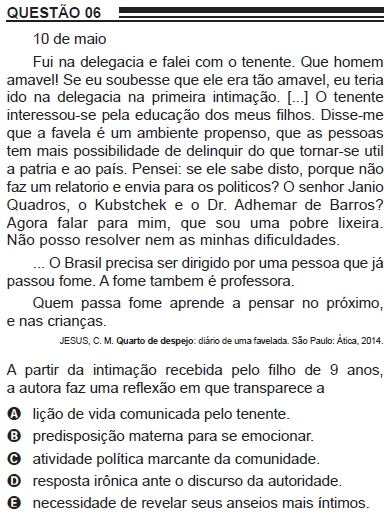 QUESTÃO 06
10 de maio
Fui na delegacia e falei com o tenente. Que homem
amavel! Se eu soubesse que ele era tão amavel, eu teria
ido na delegacia na primeira intimação. [...] O tenente
interessou-se pela educação dos meus filhos. Disse-me
que a favela é um ambiente propenso, que as pessoas
tem mais possibilidade de delinquir do que tornar-se util
a patria e ao país. Pensei: se ele sabe disto, porque não
faz um relatorio e envia para os politicos? O senhor Janio
Quadros, o Kubstchek e o Dr. Adhemar de Barros?
Agora falar para mim, que sou uma pobre lixeira.
Não posso resolver nem as minhas dificuldades.
... O Brasil precisa ser dirigido por uma pessoa que já
passou fome. A fome tambem é professora.
Quem passa fome aprende a pensar no próximo,
e nas crianças.
JESUS, C. M. Quarto de despejo: diário de uma favelada. São Paulo: Ática, 2014.
A partir da intimação recebida pelo filho de 9 anos,
a autora faz uma reflexão em que transparece a
A lição de vida comunicada pelo tenente.
B predisposição materna para se emocionar.
C atividade política marcante da comunidade.
D resposta irônica ante o discurso da autoridade.
E necessidade de revelar seus anseios mais íntimos.